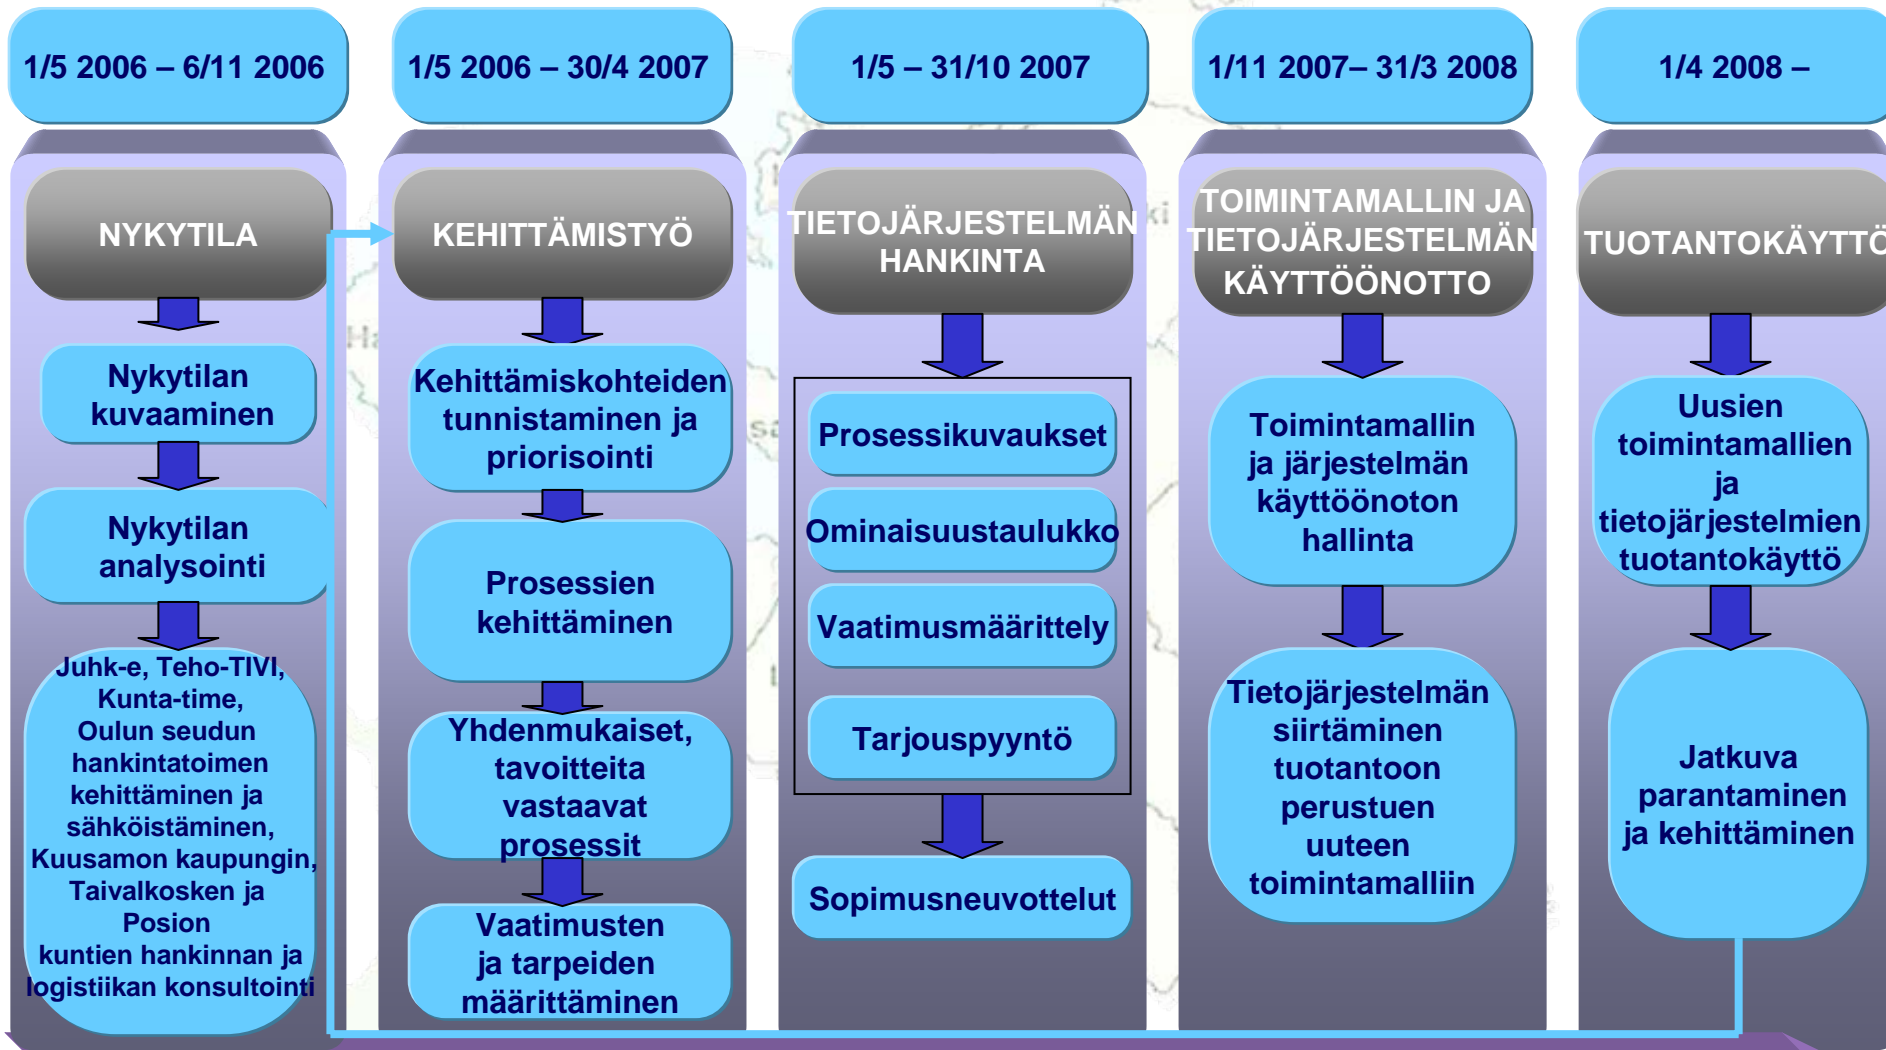 1/5 2006 – 6/11 2006
1/5 2006 – 30/4 2007
1/5 – 31/10 2007
1/11 2007– 31/3 2008
1/4 2008 –
NYKYTILA
Nykytilan
kuvaaminen
Nykytilan
analysointi
Juhk-e, Teho-TIVI,
Kunta-time,
Oulun seudun
hankintatoimen
kehittäminen ja
sähköistäminen,
Kuusamon kaupungin,
Taivalkosken ja
Posion
kuntien hankinnan ja
logistiikan konsultointi
KEHITTÄMISTYÖ
Kehittämiskohteiden
tunnistaminen ja
priorisointi
Prosessien
kehittäminen
Yhdenmukaiset,
tavoitteita
vastaavat
prosessit
Vaatimusten
ja tarpeiden
määrittäminen
TIETOJÄRJESTELMÄN
HANKINTA
Prosessikuvaukset
Ominaisuustaulukko
Vaatimusmäärittely
Tarjouspyyntö
Sopimusneuvottelut
TOIMINTAMALLIN JA
TIETOJÄRJESTELMÄN
KÄYTTÖÖNOTTO
Toimintamallin
ja järjestelmän
käyttöönoton
hallinta
Tietojärjestelmän
siirtäminen
tuotantoon
perustuen
uuteen
toimintamalliin
TUOTANTOKÄYTTÖ
Uusien
toimintamallien
ja
tietojärjestelmien
tuotantokäyttö
Jatkuva
parantaminen
ja kehittäminen